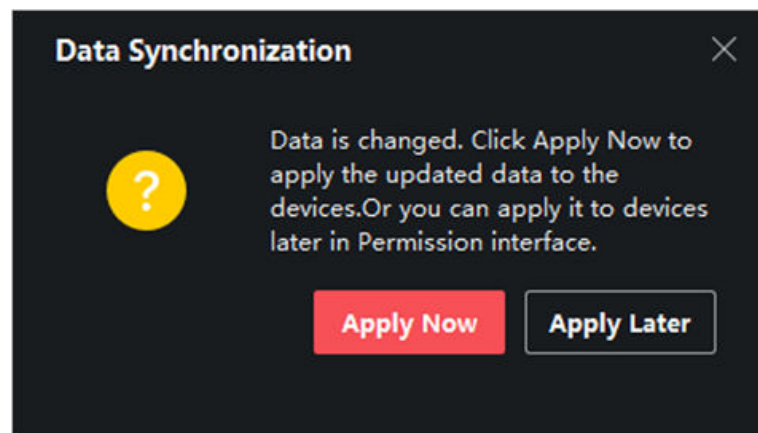 Data Synchronization
Data is changed. Click Apply Now to
apply the updated data to the
devices.Or you can apply it to devices
later in Permission interface.
Apply Now
Apply Later